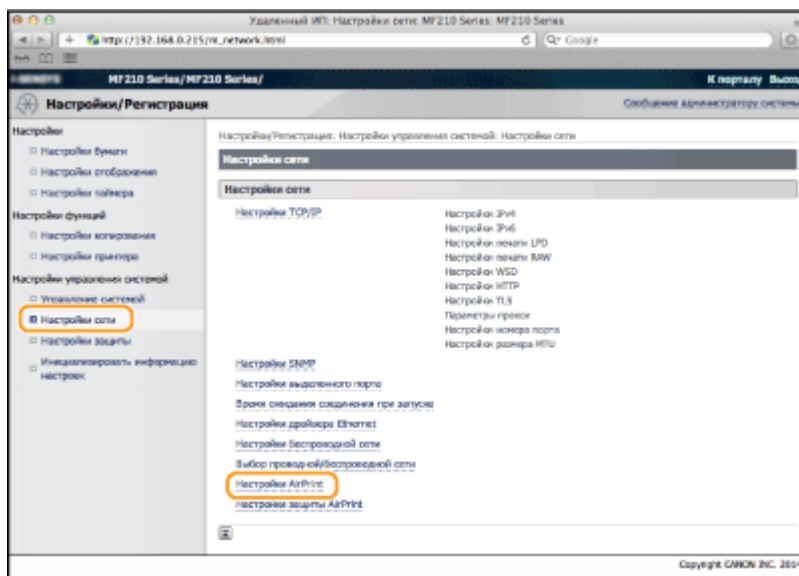 Удаленный ИП: Настройки сети: MF210 Series: MF210 Series
http://192.168.0.215/m_network.html
Google
MF210 Series/MF210 Series/
К порталу Выхо
Настройки/Регистрация
Сообщение администратору системы
Настройки
Настройки/Регистрация: Настройки управления системой: Настройки сети
Настройки бумаги
Настройки сети
Настройки отображения
Настройки таймера
Настройки сети
Настройки функций
Настройки TCP/IP
Настройки IPv4
Настройки IPv6
Настройки копирования
Настройки печати LPD
Настройки принтера
Настройки печати RAW
Настройки WSD
Настройки управления системой
Настройки HTTP
Управление системой
Настройки TLS
Настройки сети
Параметры прокси
Настройки номера порта
Настройки защиты
Настройки размера MTU
Инициализировать информацию
настроек
Настройки SNMP
Настройки выделенного порта
Время ожидания соединения при запуске
Настройки драйвера Ethernet
Настройки беспроводной сети
Выбор проводной/беспроводной сети
Настройки AirPrint
Настройки защиты AirPrint
Copyright CANON INC. 2014